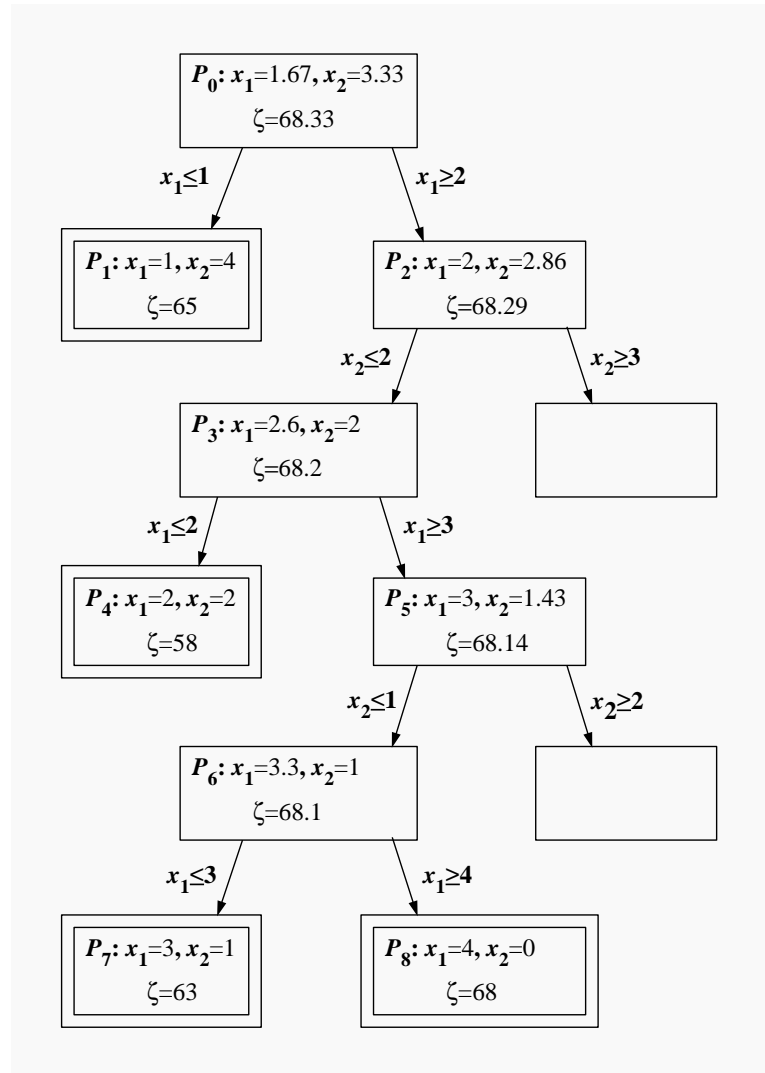 P0: x1=1.67, x2=3.33
ζ=68.33
x1≤1
x1≥2
P1: x1=1, x2=4
ζ=65
P2: x1=2, x2=2.86
ζ=68.29
x2≤2
x2≥3
P3: x1=2.6, x2=2
ζ=68.2
x1≤2
x1≥3
P4: x1=2, x2=2
ζ=58
P5: x1=3, x2=1.43
ζ=68.14
x2≤1
x2≥2
P6: x1=3.3, x2=1
ζ=68.1
x1≤3
x1≥4
P7: x1=3, x2=1
ζ=63
P8: x1=4, x2=0
ζ=68